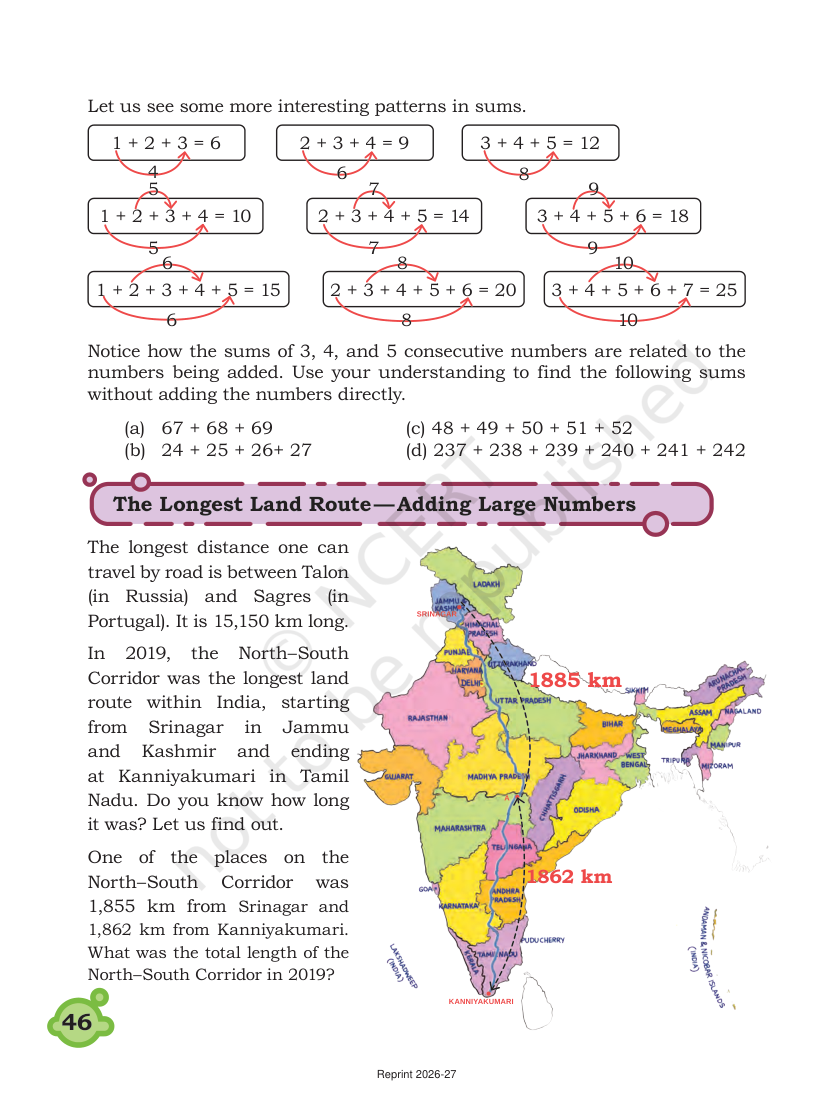 Let us see some more interesting patterns in sums.
1 + 2 + 3 = 6
2 + 3 + 4 = 9
3 + 4 + 5 = 12
4
6
8
5
7
9
1 + 2 + 3 + 4 = 10
2 + 3 + 4 + 5 = 14
3 + 4 + 5 + 6 = 18
5
7
9
6
8
10
1 + 2 + 3 + 4 + 5 = 15
2 + 3 + 4 + 5 + 6 = 20
3 + 4 + 5 + 6 + 7 = 25
6
8
10
Notice how the sums of 3, 4, and 5 consecutive numbers are related to the
numbers being added. Use your understanding to find the following sums
without adding the numbers directly.
(a) 67 + 68 + 69
(c) 48 + 49 + 50 + 51 + 52
(b) 24 + 25 + 26+ 27
(d) 237 + 238 + 239 + 240 + 241 + 242
The Longest Land Route—Adding Large Numbers
The longest distance one can
travel by road is between Talon
(in Russia) and Sagres (in
Portugal). It is 15,150 km long.
In 2019, the North–South
Corridor was the longest land
route within India, starting
from Srinagar in Jammu
and Kashmir and ending
at Kanniyakumari in Tamil
Nadu. Do you know how long
it was? Let us find out.
One of the places on the
North–South Corridor was
1,855 km from Srinagar and
1,862 km from Kanniyakumari.
What was the total length of the
North–South Corridor in 2019?
LADAKH
JAMMU &
KASHMIR
SRINAGAR
HIMACHAL
PRADESH
PUNJAB
UTTARAKHAND
HARYANA
DELHI
1885 km
SIKKIM
ARUNACHAL
PRADESH
UTTAR PRADESH
RAJASTHAN
ASSAM
NAGALAND
BIHAR
MEGHALAYA
MANIPUR
JHARKHAND
WEST
BENGAL
TRIPURA
MIZORAM
GUJARAT
MADHYA PRADESH
CHHATTISGARH
ODISHA
MAHARASHTRA
TELANGANA
1862 km
GOA
KARNATAKA
ANDHRA
PRADESH
PUDUCHERRY
LAKSHADWEEP
(INDIA)
KERALA
TAMIL NADU
ANDAMAN & NICOBAR ISLANDS
(INDIA)
KANNIYAKUMARI
© NCERT
not to be republished
46
Reprint 2026-27